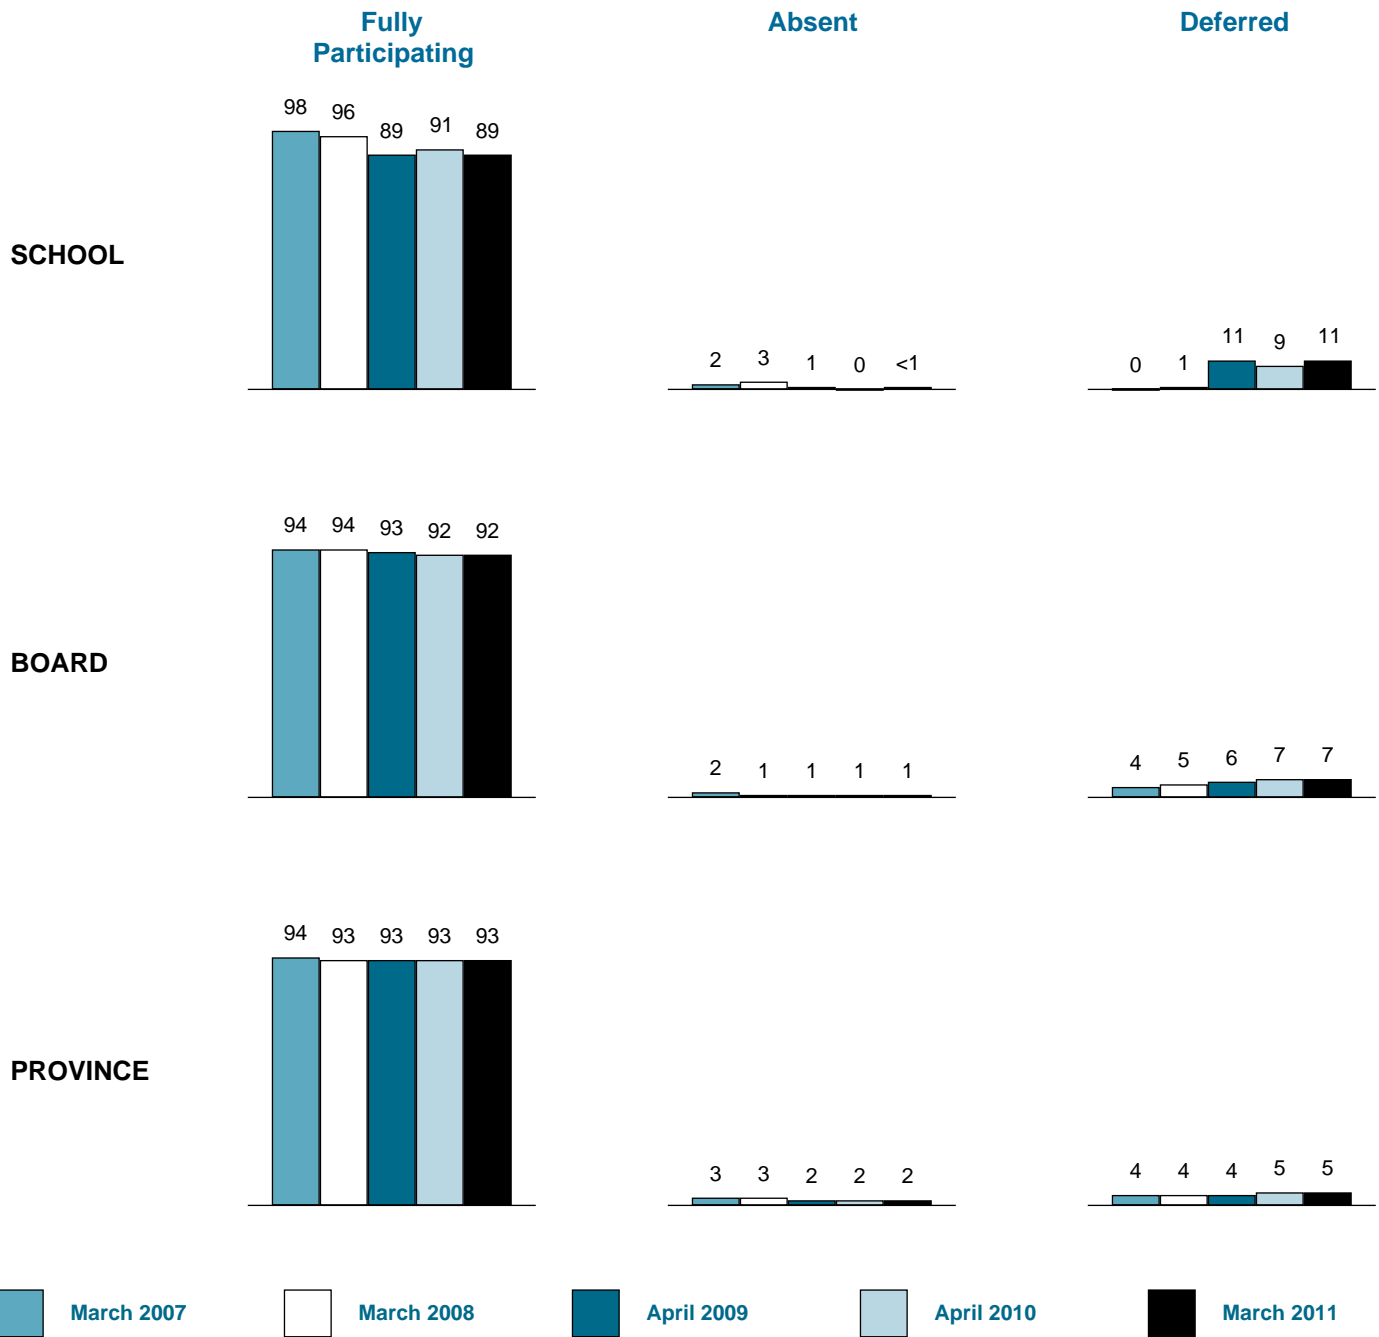 Fully
Participating
Absent
Deferred
98 96 89 91 89
2 3 1 0 <1
0 1 11 9 11
SCHOOL
94 94 93 92 92
2 1 1 1 1
4 5 6 7 7
BOARD
94 93 93 93 93
3 3 2 2 2
4 4 4 5 5
PROVINCE
March 2007
March 2008
April 2009
April 2010
March 2011